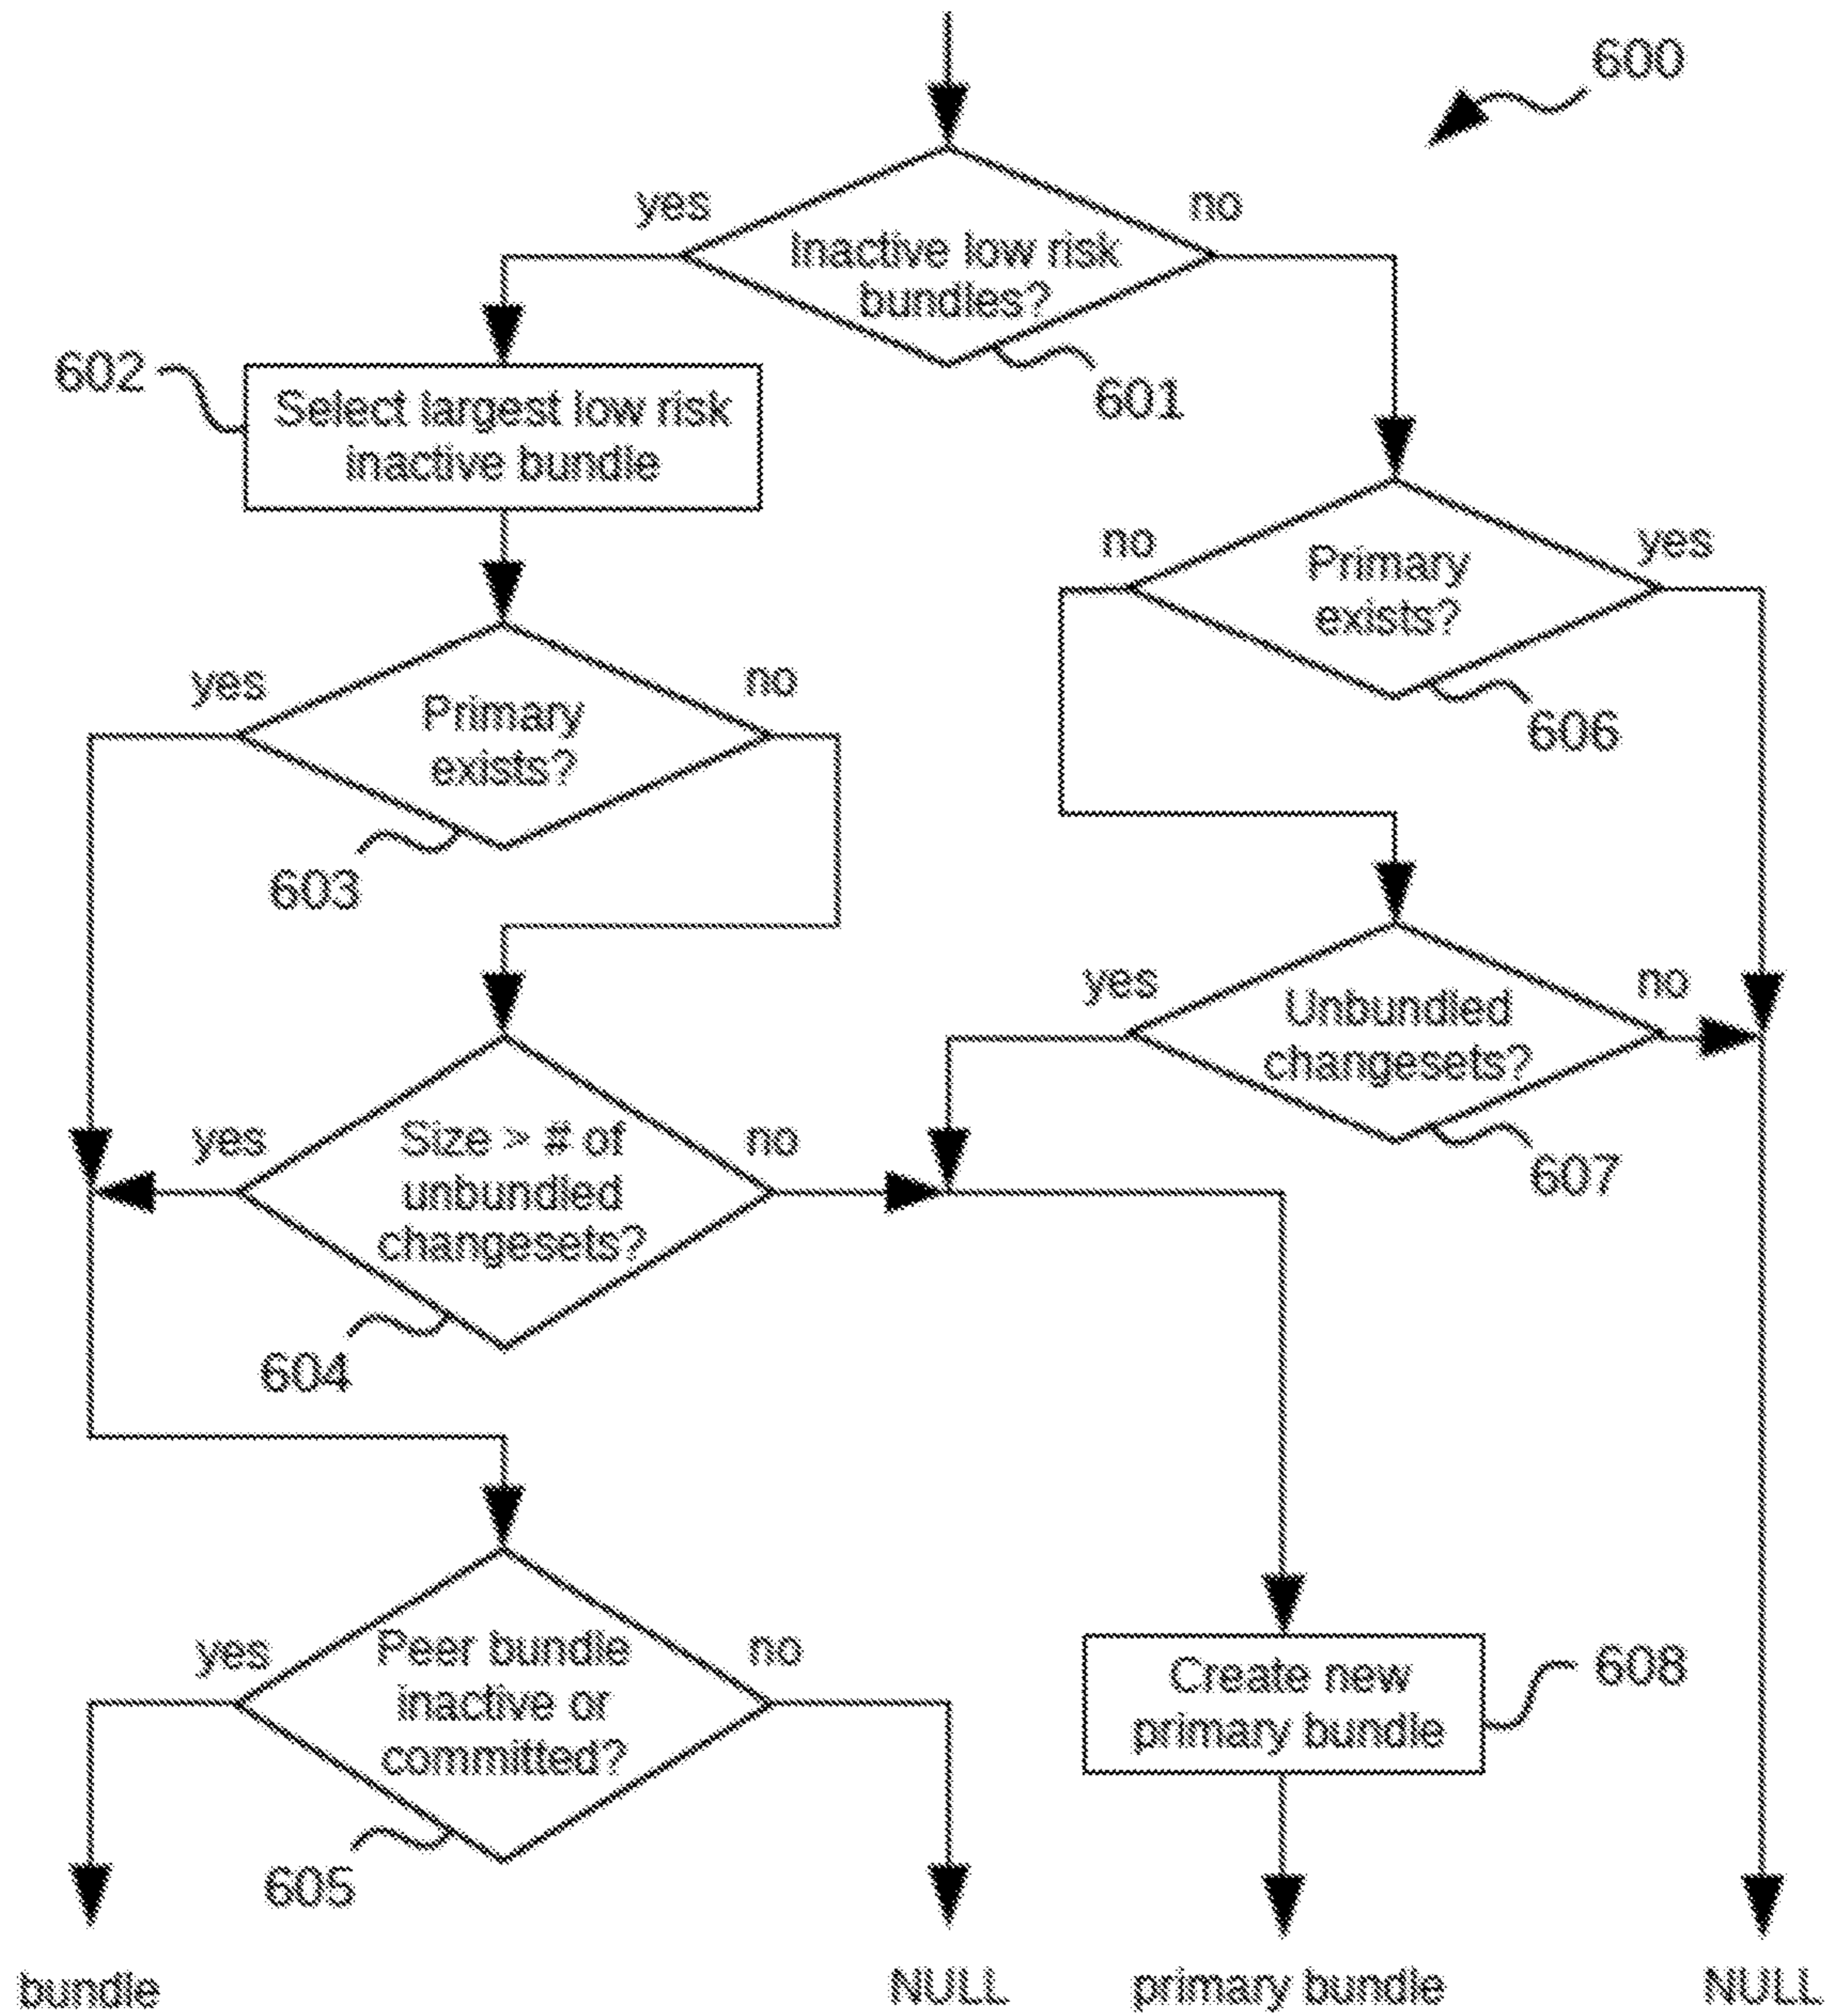 600
yes
no
Inactive low risk
bundles?
601
602
Select largest low risk
inactive bundle
no
yes
Primary
exists?
606
yes
no
Primary
exists?
603
yes
no
Unbundled
changesets?
607
yes
no
Size > # of
unbundled
changesets?
604
yes
no
Peer bundle
inactive or
committed?
605
Create new
primary bundle
608
bundle
NULL
primary bundle
NULL